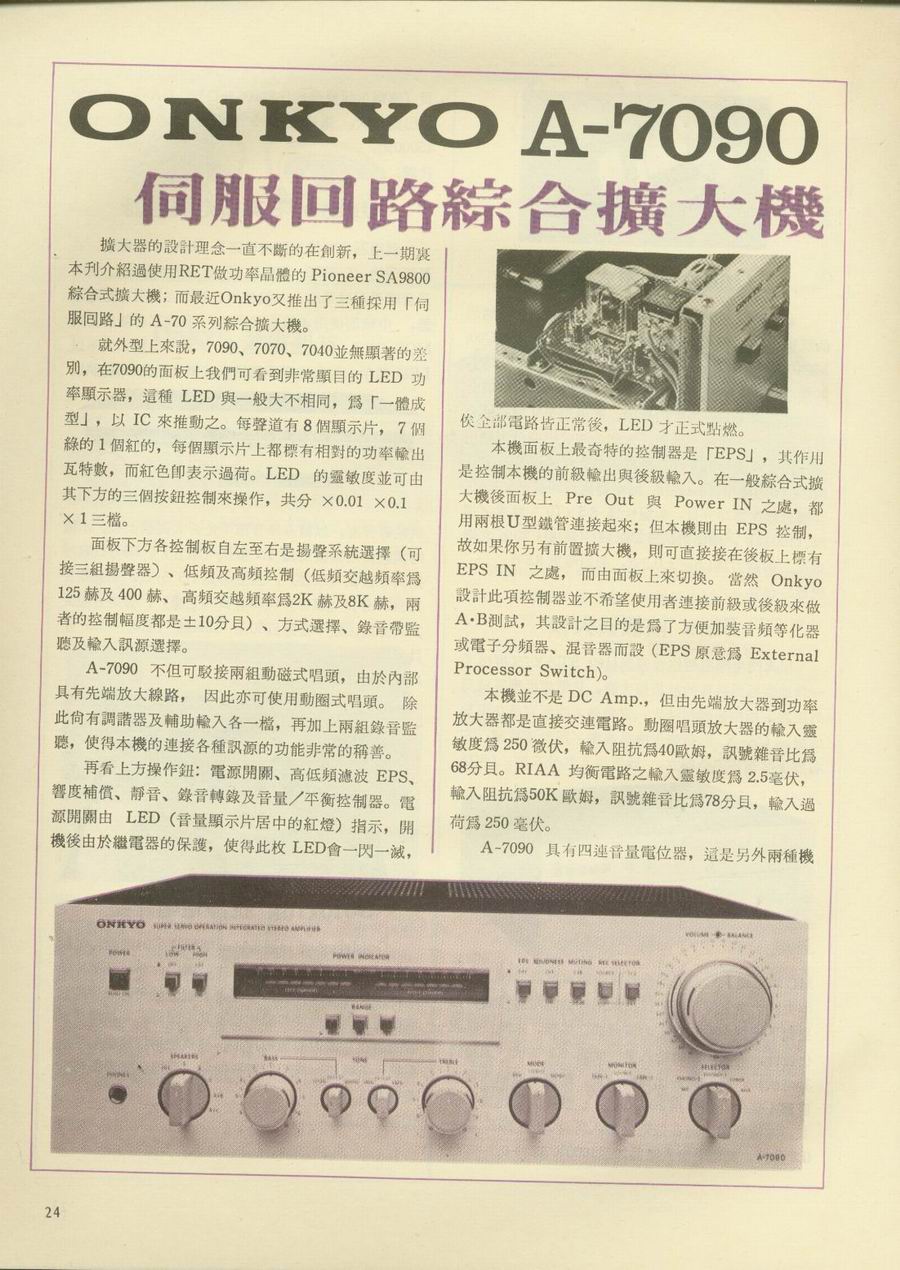 ONKYO A-7090
伺服回路綜合擴大機
擴大器的設計理念一直不斷的在創新，上一期裏
本刋介紹過使用RET做功率晶體的 Pioneer SA9800
綜合式擴大機；而最近Onkyo又推出了三種採用「伺
服回路」的 A-70 系列綜合擴大機。
就外型上來說，7090、7070、7040並無顯著的差
別，在7090的面板上我們可看到非常顯目的 LED 功
率顯示器，這種 LED 與一般大不相同，爲「一體成
型」，以 IC 來推動之。每聲道有 8 個顯示片， 7 個
綠的 1 個紅的，每個顯示片上都標有相對的功率輸出
瓦特數，而紅色卽表示過荷。LED 的靈敏度並可由
其下方的三個按鈕控制來操作，共分 ×0.01 ×0.1
× 1 三檔。
面板下方各控制板自左至右是揚聲系統選擇（可
接三組揚聲器）、低頻及高頻控制（低頻交越頻率爲
125 赫及 400 赫、 高頻交越頻率爲2K 赫及8K 赫，兩
者的控制幅度都是±10分貝）、方式選擇、錄音帶監
聽及輸入訊源選擇。
A-7090 不但可駁接兩組動磁式唱頭，由於內部
具有先端放大線路， 因此亦可使用動圈式唱頭。 除
此尙有調諧器及輔助輸入各一檔，再加上兩組錄音監
聽，使得本機的連接各種訊源的功能非常的稱善。
再看上方操作鈕：電源開關、高低頻濾波 EPS、
響度補償、靜音、錄音轉錄及音量／平衡控制器。電
源開關由 LED（音量顯示片居中的紅燈）指示，開
機後由於繼電器的保護，使得此枚 LED會一閃一滅，
ONKYO
俟全部電路皆正常後，LED 才正式點燃。
本機面板上最奇特的控制器是「EPS」，其作用
是控制本機的前級輸出與後級輸入。在一般綜合式擴
大機後面板上 Pre Out 與 Power IN 之處，都
用兩根U型鐵管連接起來；但本機則由 EPS 控制，
故如果你另有前置擴大機，則可直接接在後板上標有
EPS IN 之處， 而由面板上來切換。 當然 Onkyo
設計此項控制器並不希望使用者連接前級或後級來做
A·B測試，其設計之目的是爲了方便加裝音頻等化器
或電子分頻器、混音器而設（EPS 原意爲 External
Processor Switch）。
本機並不是 DC Amp.，但由先端放大器到功率
放大器都是直接交連電路。動圈唱頭放大器的輸入靈
敏度爲 250 微伏，輸入阻抗爲40歐姆，訊號雜音比爲
68分貝。RIAA 均衡電路之輸入靈敏度爲 2.5毫伏，
輸入阻抗爲50K 歐姆，訊號雜音比爲78分貝，輸入過
荷爲 250 毫伏。
A-7090 具有四連音量電位器，這是另外兩種機
ONKYO SUPER SERVO OPERATION INTEGRATED STEREO AMPLIFIER
VOLUME BALANCE
POWER
FILTER
LOW HIGH
POWER INDICATOR
EPS LOUDNESS MUTING REC SELECTOR
RANGE
PHONES
SPEAKERS
BASS TONE TREBLE
MODE
MONITOR
SELECTOR
A-7090
24